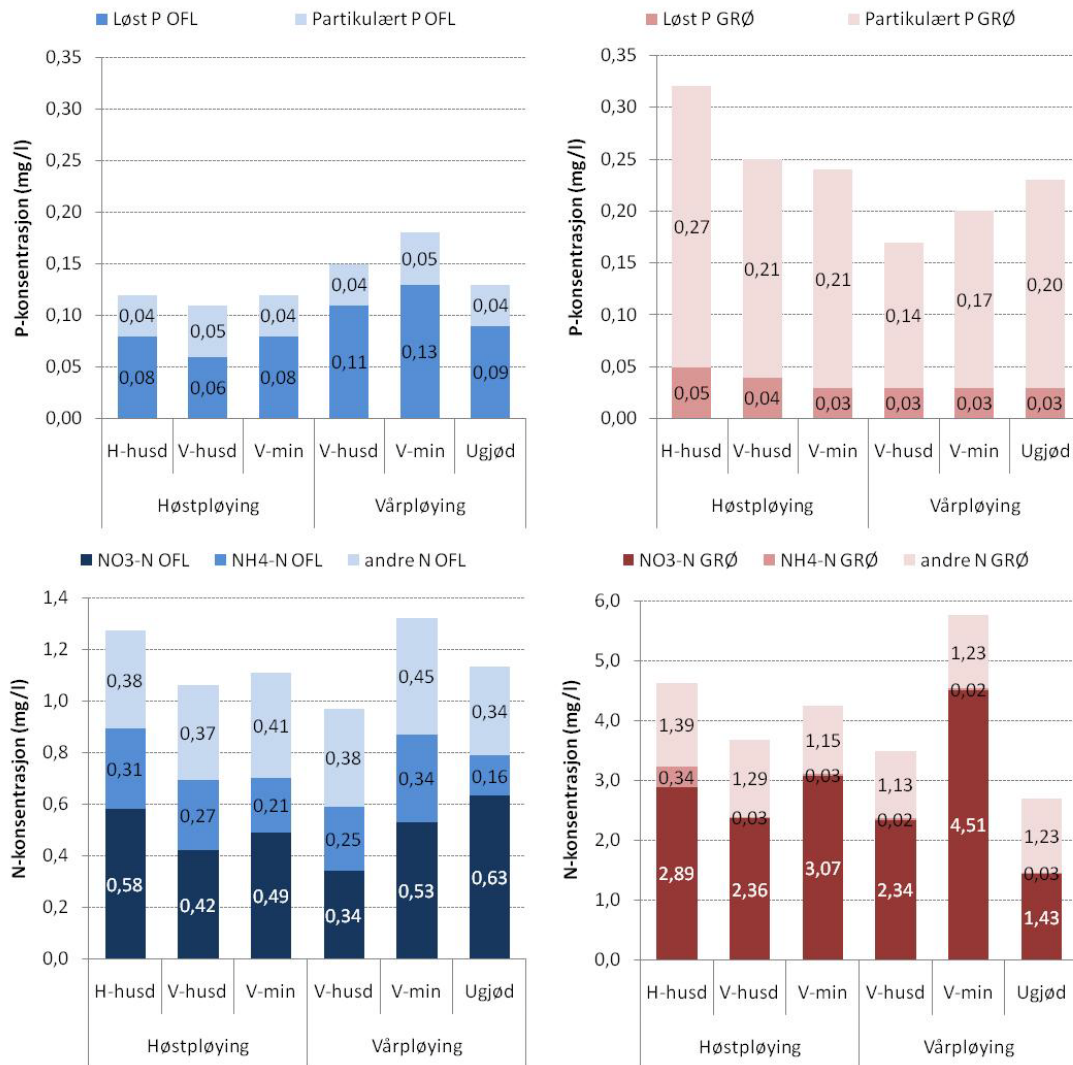 Løst P OFL Partikulært P OFL
P-konsentrasjon (mg/l)
0,35
0,30
0,25
0,20
0,15
0,10
0,05
0,00
0,04 0,05 0,04 0,04 0,05 0,04
0,08 0,06 0,08 0,11 0,13 0,09
H-husd V-husd V-min V-husd V-min Ugjød
Høstpløying Vårpløying
Løst P GRØ Partikulært P GRØ
P-konsentrasjon (mg/l)
0,35
0,30
0,25
0,20
0,15
0,10
0,05
0,00
0,27 0,21 0,21 0,14 0,17 0,20
0,05 0,04 0,03 0,03 0,03 0,03
H-husd V-husd V-min V-husd V-min Ugjød
Høstpløying Vårpløying
NO3-N OFL NH4-N OFL andre N OFL
N-konsentrasjon (mg/l)
1,4
1,2
1,0
0,8
0,6
0,4
0,2
0,0
0,38 0,37 0,41 0,38 0,45 0,34
0,31 0,27 0,21 0,25 0,34 0,16
0,58 0,42 0,49 0,34 0,53 0,63
H-husd V-husd V-min V-husd V-min Ugjød
Høstpløying Vårpløying
NO3-N GRØ NH4-N GRØ andre N GRØ
N-konsentrasjon (mg/l)
6,0
5,0
4,0
3,0
2,0
1,0
0,0
1,39 1,29 1,15 1,13 1,23 1,23
0,34 0,03 0,03 0,02 0,02 0,03
2,89 2,36 3,07 2,34 4,51 1,43
H-husd V-husd V-min V-husd V-min Ugjød
Høstpløying Vårpløying